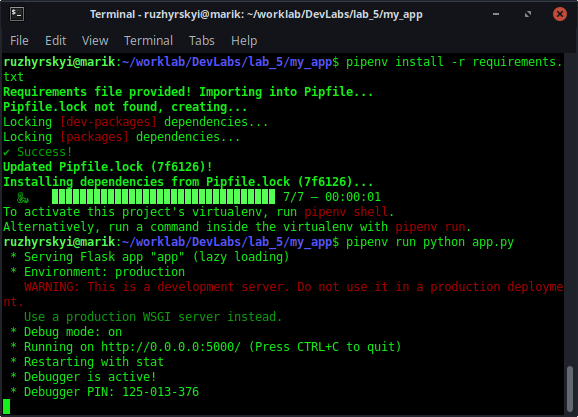 Terminal - ruzhyrskyi@marik: ~/worklab/DevLabs/lab_5/my_app
File Edit View Terminal Tabs Help
ruzhyrskyi@marik:~/worklab/DevLabs/lab_5/my_app$ pipenv install -r requirements.
txt
Requirements file provided! Importing into Pipfile...
Pipfile.lock not found, creating...
Locking [dev-packages] dependencies...
Locking [packages] dependencies...
✔ Success!
Updated Pipfile.lock (7f6126)!
Installing dependencies from Pipfile.lock (7f6126)...
🐍 ▉▉▉▉▉▉▉▉▉▉▉▉▉▉▉▉▉▉▉▉▉▉▉▉▉▉▉▉▉▉▉▉ 7/7 — 00:00:01
To activate this project's virtualenv, run pipenv shell.
Alternatively, run a command inside the virtualenv with pipenv run.
ruzhyrskyi@marik:~/worklab/DevLabs/lab_5/my_app$ pipenv run python app.py
* Serving Flask app "app" (lazy loading)
* Environment: production
WARNING: This is a development server. Do not use it in a production deployme
nt.
Use a production WSGI server instead.
* Debug mode: on
* Running on http://0.0.0.0:5000/ (Press CTRL+C to quit)
* Restarting with stat
* Debugger is active!
* Debugger PIN: 125-013-376